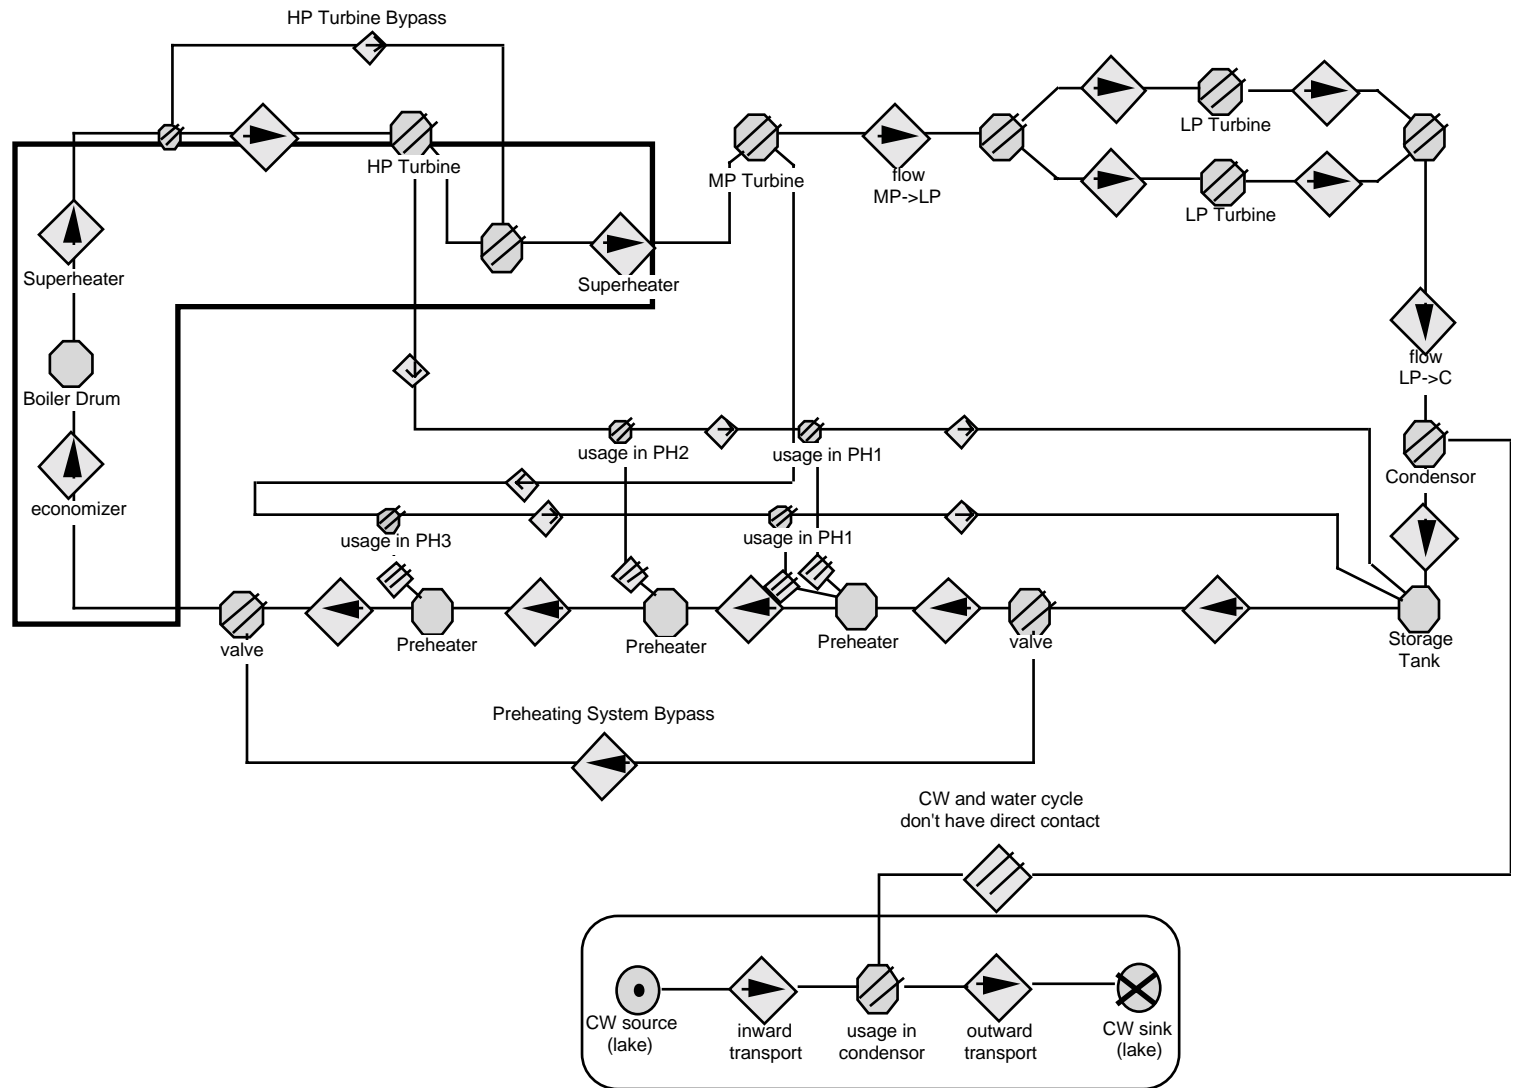 HP Turbine Bypass
LP Turbine
HP Turbine
MP Turbine
flow
MP->LP
LP Turbine
Superheater
Superheater
flow
LP->C
Boiler Drum
usage in PH2
usage in PH1
Condensor
economizer
usage in PH3
usage in PH1
valve
Preheater
Preheater
Preheater
valve
Storage
Tank
Preheating System Bypass
CW and water cycle
don't have direct contact
CW source
(lake)
inward
transport
usage in
condensor
outward
transport
CW sink
(lake)